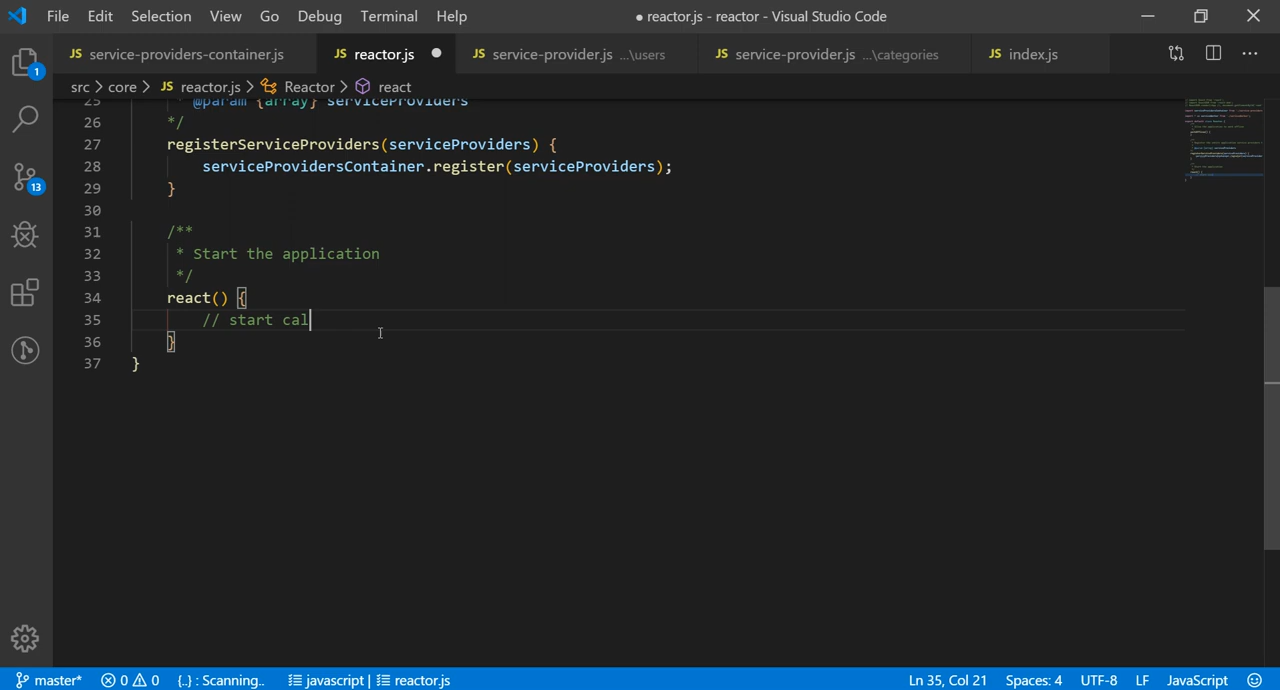 File Edit Selection View Go Debug Terminal Help
● reactor.js - reactor - Visual Studio Code
JS service-providers-container.js JS reactor.js ● JS service-provider.js ...\users JS service-provider.js ...\categories JS index.js ...
src > core > JS reactor.js > Reactor > react
25 * @param {array} serviceProviders
26 */
27 registerServiceProviders(serviceProviders) {
28 serviceProvidersContainer.register(serviceProviders);
29 }
30
31 /**
32 * Start the application
33 */
34 react() {
35 // start cal
36 }
37 }
1
13
master* 0 0 {..} : Scanning.. javascript | reactor.js Ln 35, Col 21 Spaces: 4 UTF-8 LF JavaScript